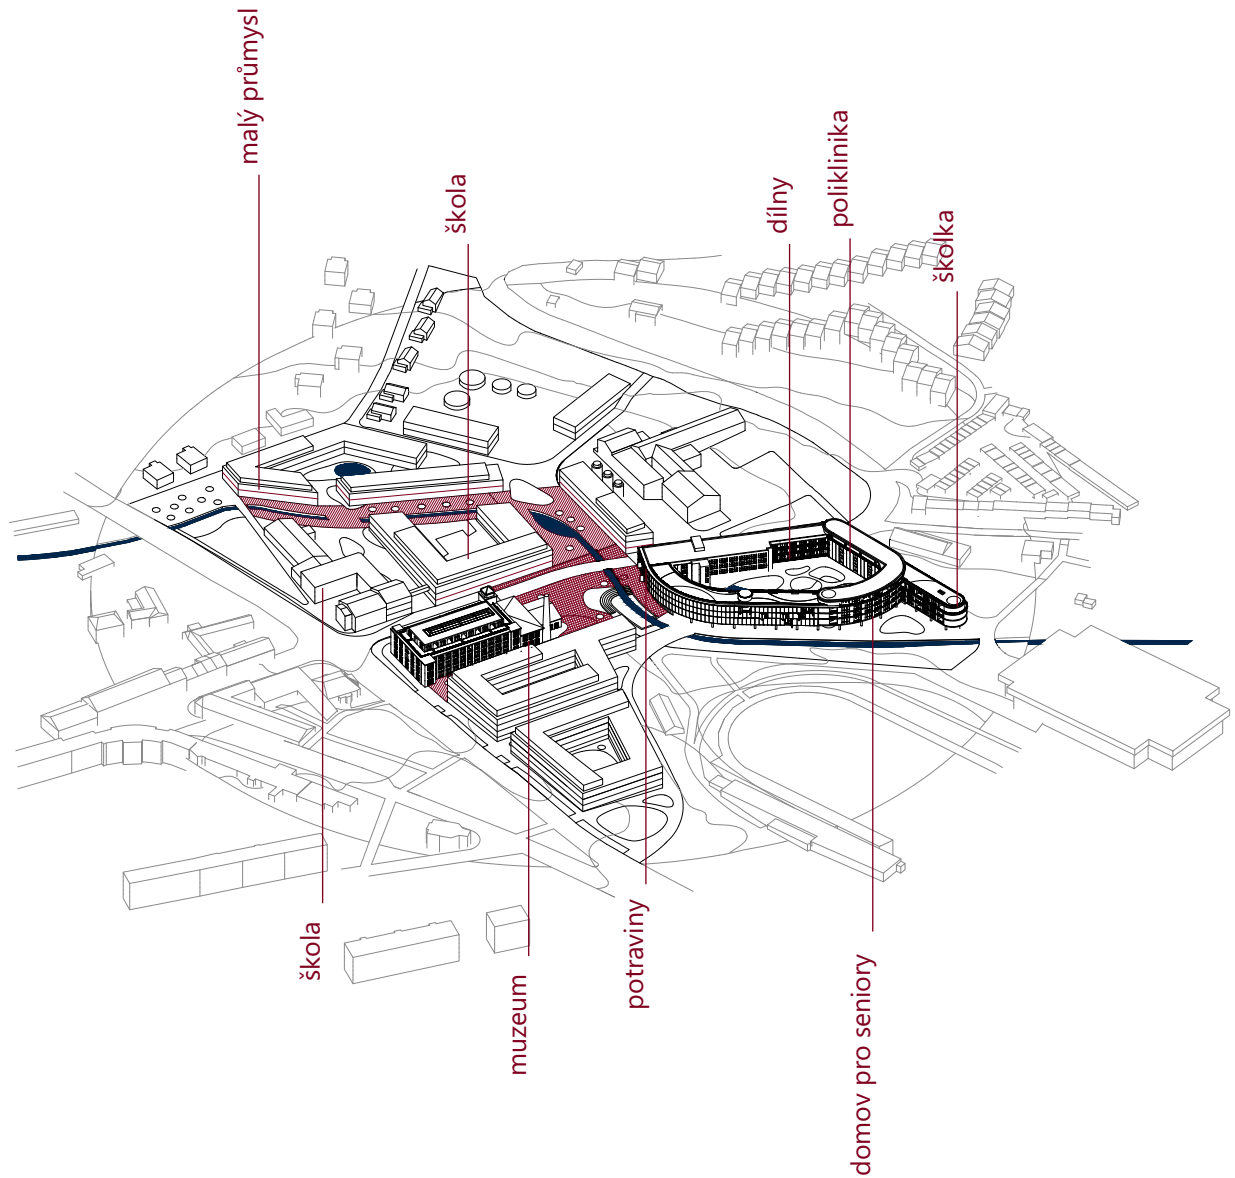 malý průmysl
škola
dílny
poliklinika
školka
škola
muzeum
potraviny
domov pro seniory